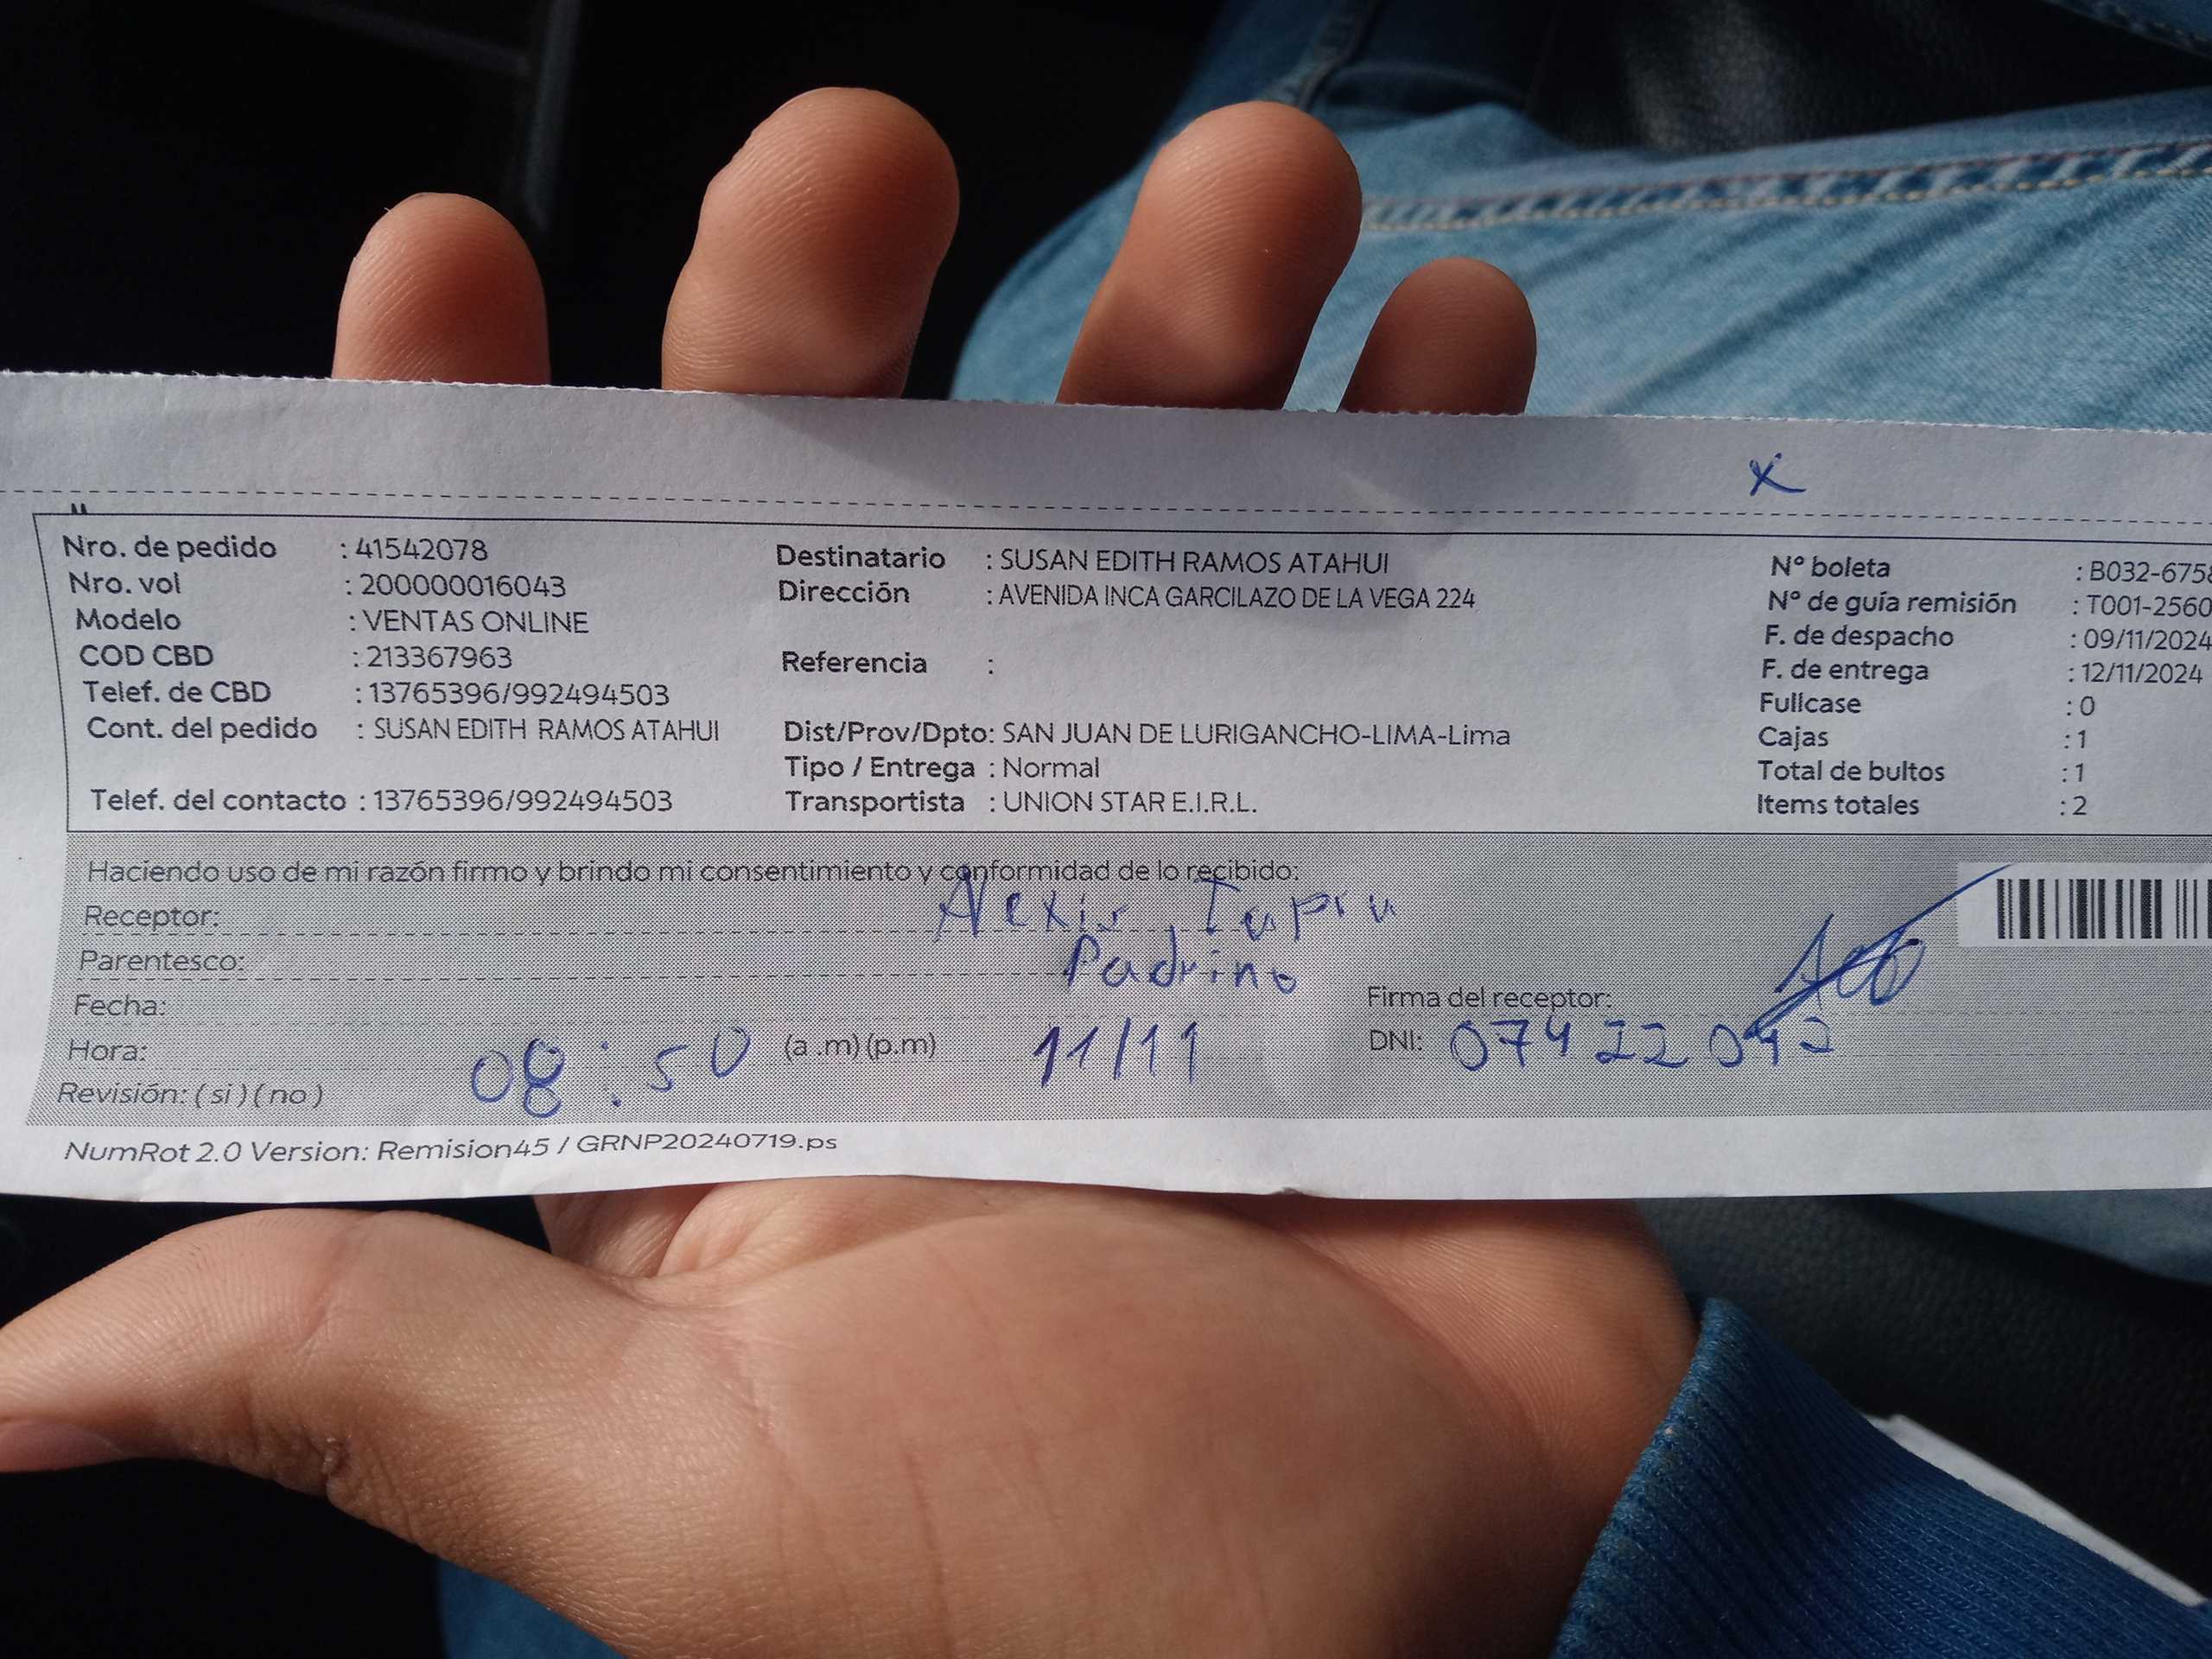 x
Nro. de pedido : 41542078
Nro. vol : 200000016043
Modelo : VENTAS ONLINE
COD CBD : 213367963
Telef. de CBD : 13765396/992494503
Cont. del pedido : SUSAN EDITH RAMOS ATAHUI
Telef. del contacto : 13765396/992494503
Destinatario : SUSAN EDITH RAMOS ATAHUI
Dirección : AVENIDA INCA GARCILAZO DE LA VEGA 224
Referencia :
Dist/Prov/Dpto: SAN JUAN DE LURIGANCHO-LIMA-Lima
Tipo / Entrega : Normal
Transportista : UNION STAR E.I.R.L.
N° boleta : B032-675
N° de guía remisión : T001-2560
F. de despacho : 09/11/2024
F. de entrega : 12/11/2024
Fullcase : 0
Cajas : 1
Total de bultos : 1
Items totales : 2
Haciendo uso de mi razón firmo y brindo mi consentimiento y conformidad de lo recibido:
Receptor: Alexis Tapia
Parentesco: Padrino
Fecha: 11/11
Hora: 08:50 (a.m) (p.m)
Revisión: ( si ) ( no )
Firma del receptor:
DNI: 07422
NumRot 2.0 Version: Remision45 / GRNP20240719.ps